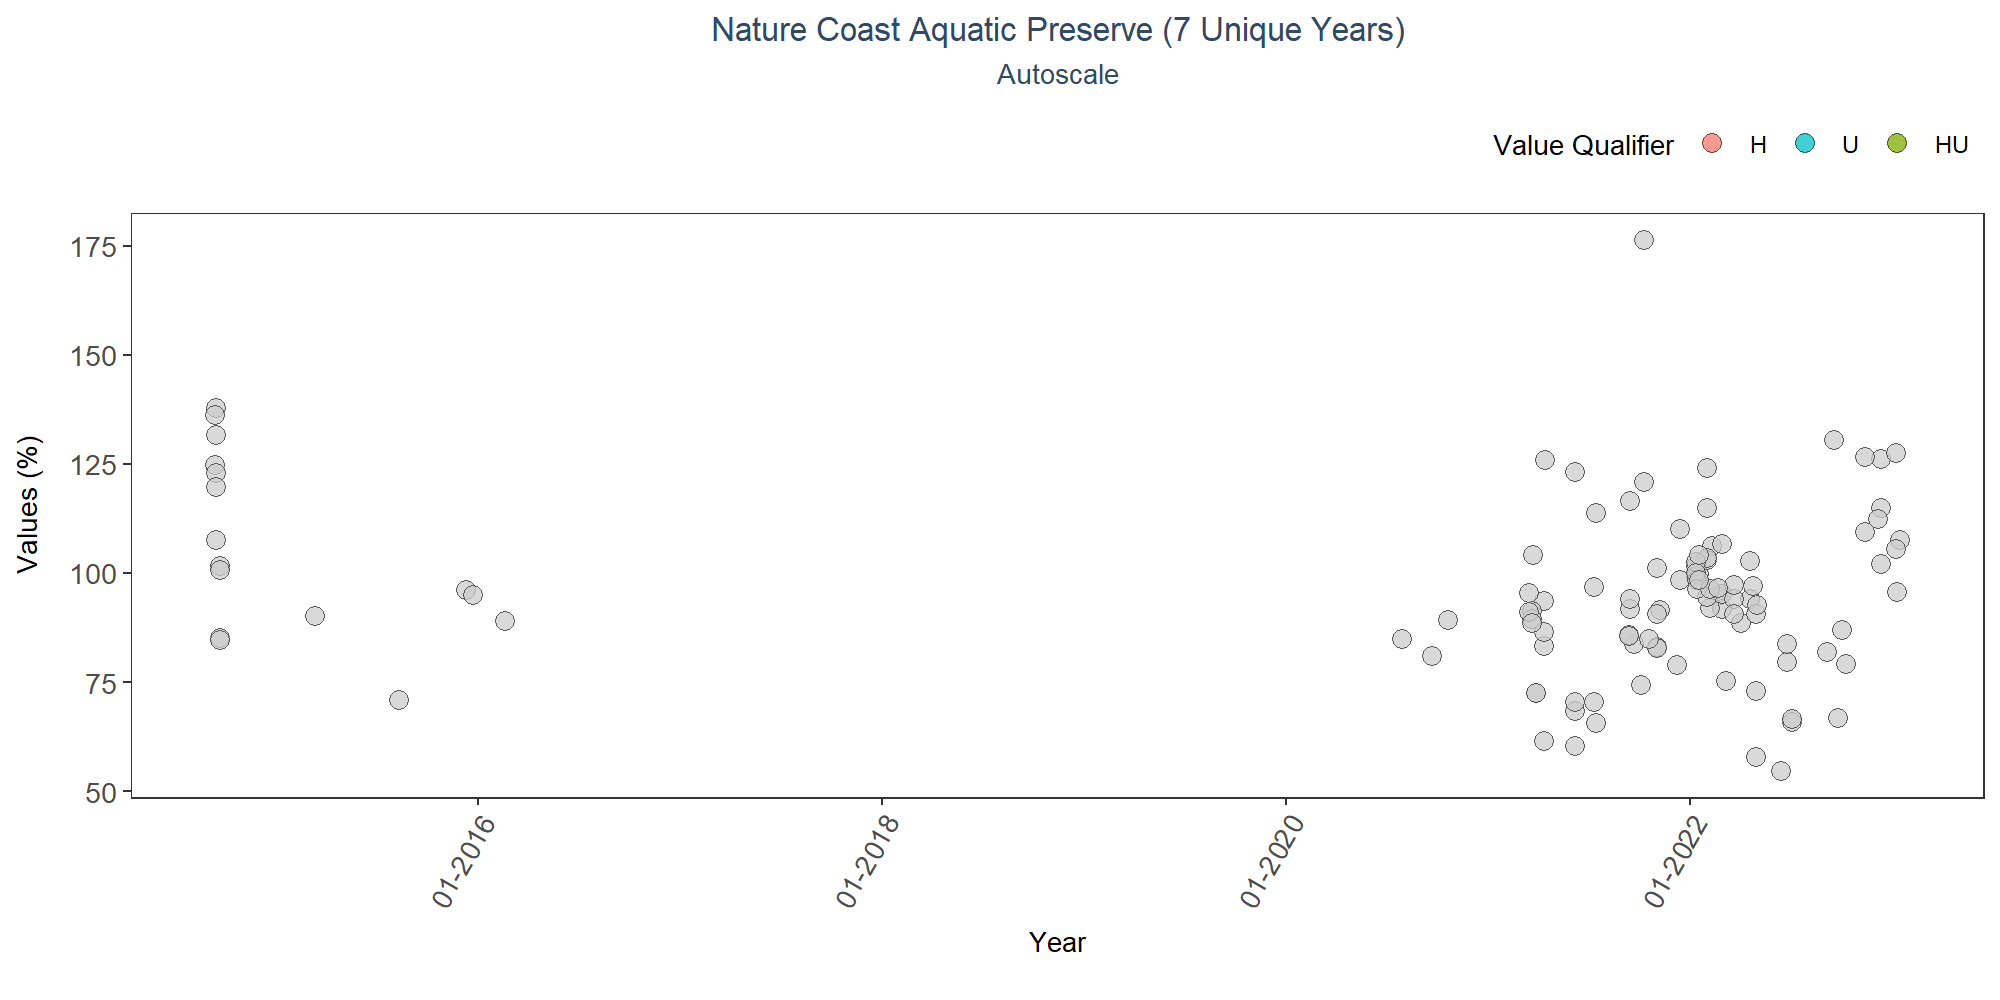 Nature Coast Aquatic Preserve (7 Unique Years)
Autoscale
Value Qualifier H U HU
Values (%)
175
150
125
100
75
50
01-2016 01-2018 01-2020 01-2022
Year